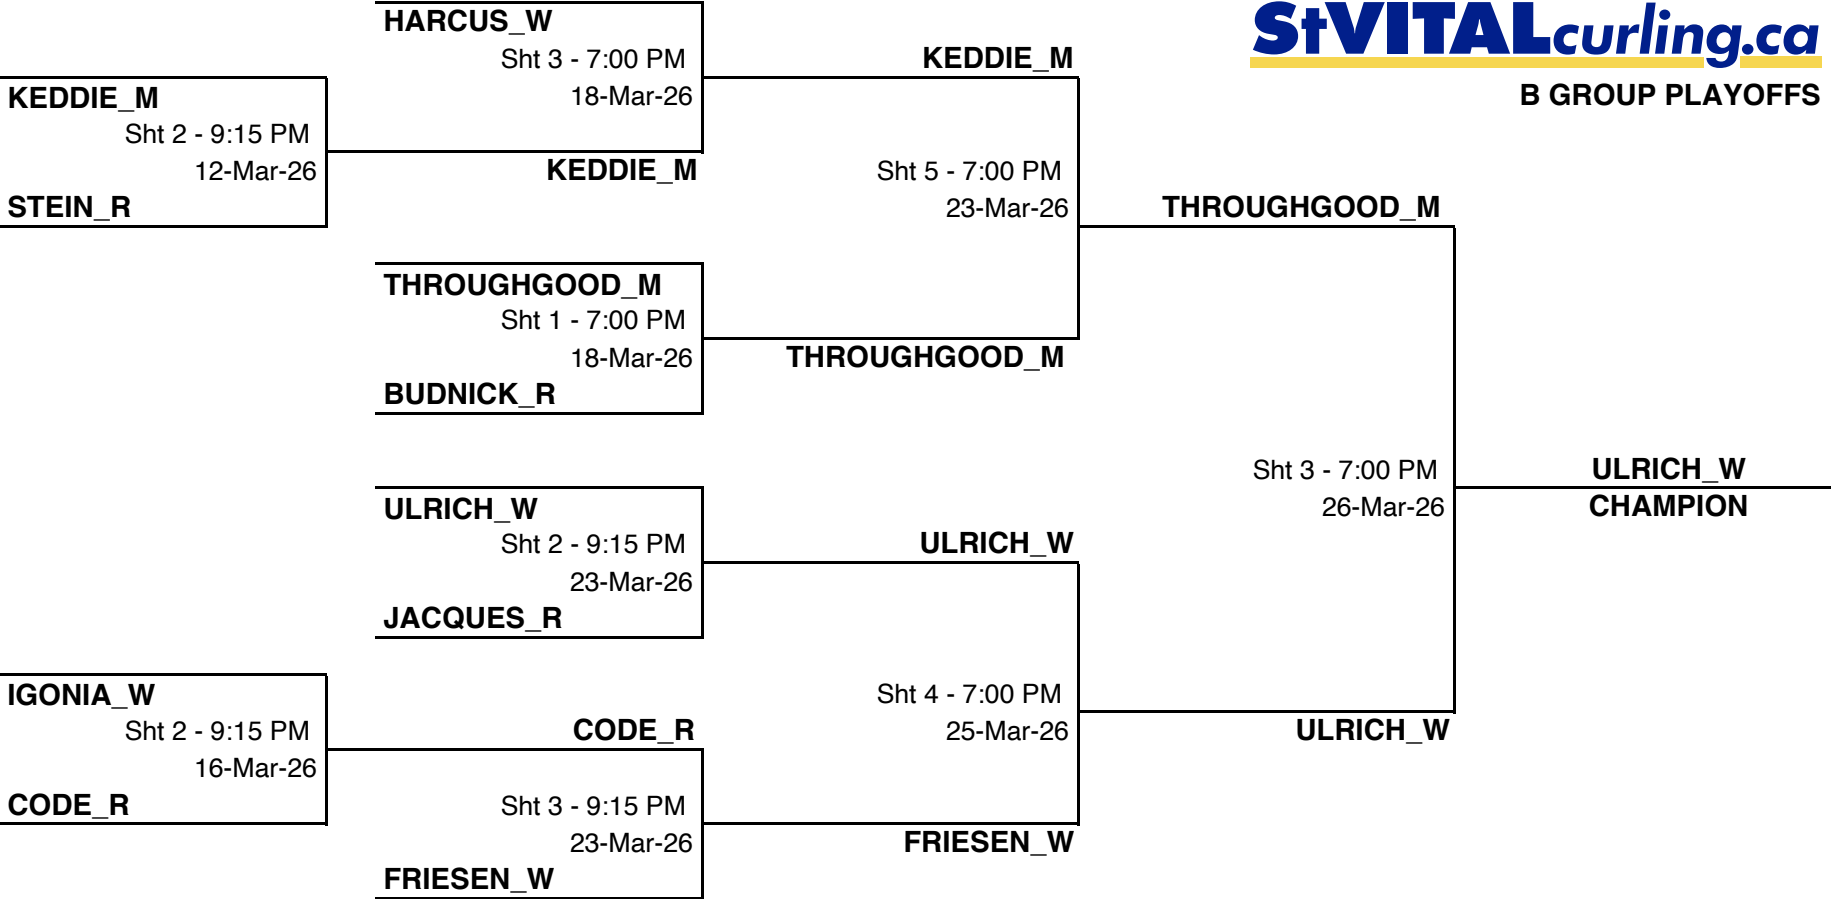 HARCUS_W
StVITALcurling.ca
Sht 3 - 7:00 PM
KEDDIE_M
KEDDIE_M
18-Mar-26
B GROUP PLAYOFFS
Sht 2 - 9:15 PM
12-Mar-26
KEDDIE_M
Sht 5 - 7:00 PM
STEIN_R
23-Mar-26
THROUGHGOOD_M
THROUGHGOOD_M
Sht 1 - 7:00 PM
18-Mar-26
THROUGHGOOD_M
BUDNICK_R
Sht 3 - 7:00 PM
ULRICH_W
ULRICH_W
26-Mar-26
CHAMPION
Sht 2 - 9:15 PM
ULRICH_W
23-Mar-26
JACQUES_R
IGONIA_W
Sht 4 - 7:00 PM
Sht 2 - 9:15 PM
CODE_R
25-Mar-26
ULRICH_W
16-Mar-26
CODE_R
Sht 3 - 9:15 PM
23-Mar-26
FRIESEN_W
FRIESEN_W